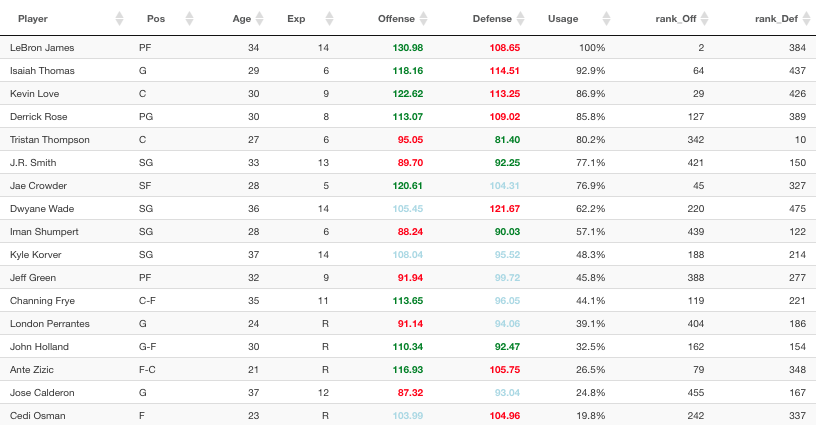 Player Pos Age Exp Offense Defense Usage rank_Off rank_Def
LeBron James PF 34 14 130.98 108.65 100% 2 384
Isaiah Thomas G 29 6 118.16 114.51 92.9% 64 437
Kevin Love C 30 9 122.62 113.25 86.9% 29 426
Derrick Rose PG 30 8 113.07 109.02 85.8% 127 389
Tristan Thompson C 27 6 95.05 81.40 80.2% 342 10
J.R. Smith SG 33 13 89.70 92.25 77.1% 421 150
Jae Crowder SF 28 5 120.61 104.31 76.9% 45 327
Dwyane Wade SG 36 14 105.45 121.67 62.2% 220 475
Iman Shumpert SG 28 6 88.24 90.03 57.1% 439 122
Kyle Korver SG 37 14 108.04 95.52 48.3% 188 214
Jeff Green PF 32 9 91.94 99.72 45.8% 388 277
Channing Frye C-F 35 11 113.65 96.05 44.1% 119 221
London Perrantes G 24 R 91.14 94.06 39.1% 404 186
John Holland G-F 30 R 110.34 92.47 32.5% 162 154
Ante Zizic F-C 21 R 116.93 105.75 26.5% 79 348
Jose Calderon G 37 12 87.32 93.04 24.8% 455 167
Cedi Osman F 23 R 103.99 104.96 19.8% 242 337